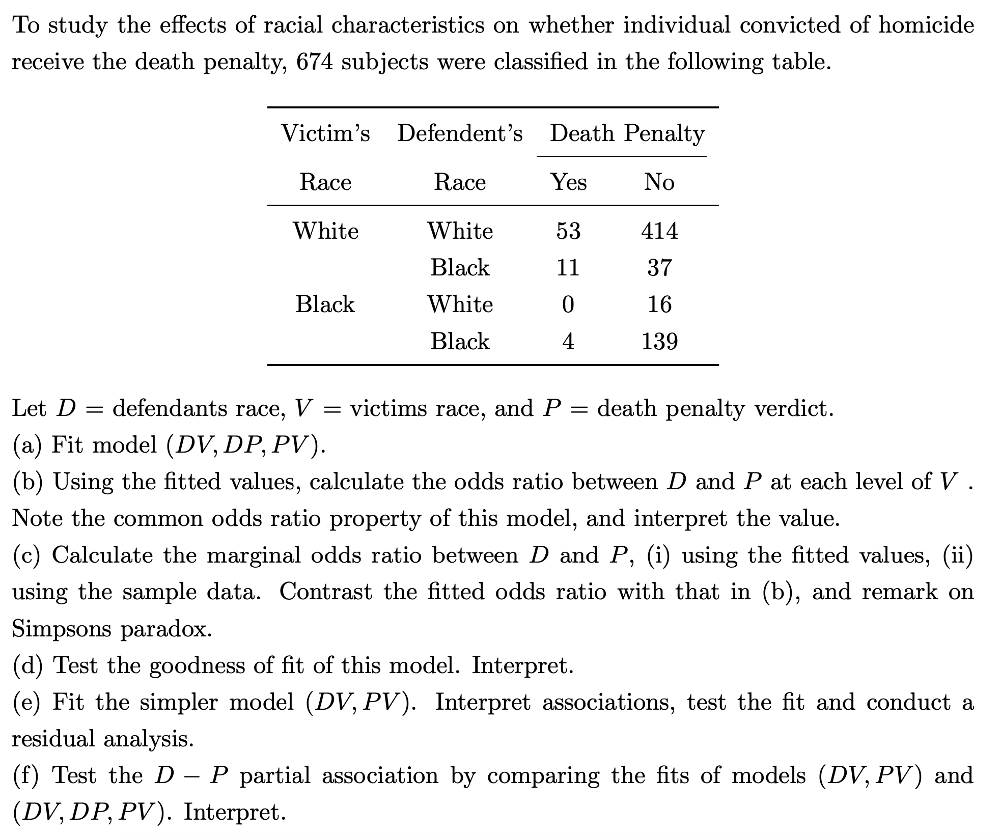 To study the effects of racial characteristics on whether individual convicted of homicide
receive the death penalty, 674 subjects were classified in the following table.
Victim's Defendent's Death Penalty
Race Race Yes No
White White 53 414
Black 11 37
Black White 0 16
Black 4 139
Let D = defendants race, V = victims race, and P = death penalty verdict.
(a) Fit model (DV, DP, PV).
(b) Using the fitted values, calculate the odds ratio between D and P at each level of V .
Note the common odds ratio property of this model, and interpret the value.
(c) Calculate the marginal odds ratio between D and P, (i) using the fitted values, (ii)
using the sample data. Contrast the fitted odds ratio with that in (b), and remark on
Simpsons paradox.
(d) Test the goodness of fit of this model. Interpret.
(e) Fit the simpler model (DV, PV). Interpret associations, test the fit and conduct a
residual analysis.
(f) Test the D − P partial association by comparing the fits of models (DV, PV) and
(DV, DP, PV). Interpret.